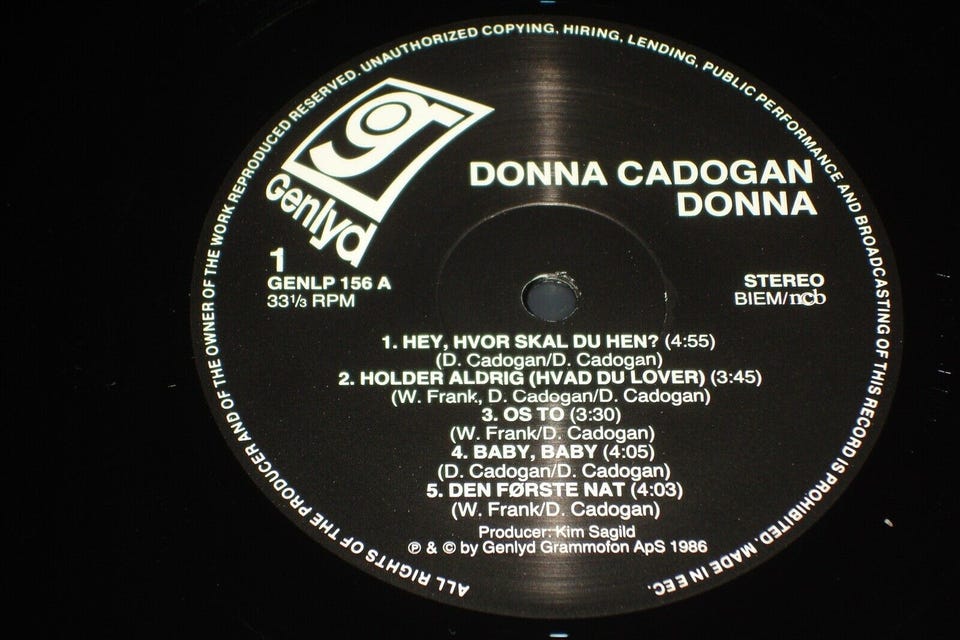 ALL RIGHTS OF THE PRODUCER AND OF THE OWNER OF THE WORK REPRODUCED RESERVED. UNAUTHORIZED COPYING, HIRING, LENDING, PUBLIC PERFORMANCE AND BROADCASTING OF THIS RECORD IS PROHIBITED. MADE IN EEC.
g
Genlyd
DONNA CADOGAN
DONNA
1
GENLP 156 A
33⅓ RPM
STEREO
BIEM/ncb
1. HEY, HVOR SKAL DU HEN? (4:55)
(D. Cadogan/D. Cadogan)
2. HOLDER ALDRIG (HVAD DU LOVER) (3:45)
(W. Frank, D. Cadogan/D. Cadogan)
3. OS TO (3:30)
(W. Frank/D. Cadogan)
4. BABY, BABY (4:05)
(D. Cadogan/D. Cadogan)
5. DEN FØRSTE NAT (4:03)
(W. Frank/D. Cadogan)
Producer: Kim Sagild
℗ & © by Genlyd Grammofon ApS 1986